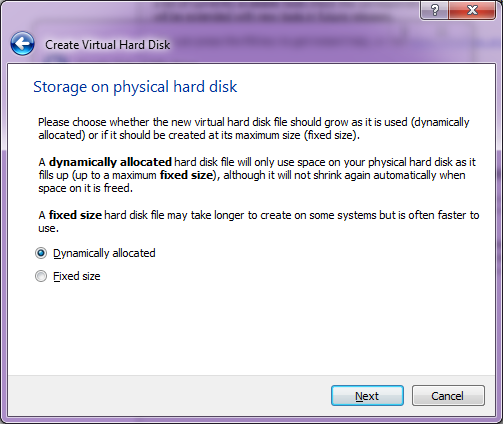 Create Virtual Hard Disk
Storage on physical hard disk
Please choose whether the new virtual hard disk file should grow as it is used (dynamically
allocated) or if it should be created at its maximum size (fixed size).
A dynamically allocated hard disk file will only use space on your physical hard disk as it
fills up (up to a maximum fixed size), although it will not shrink again automatically when
space on it is freed.
A fixed size hard disk file may take longer to create on some systems but is often faster to
use.
Dynamically allocated
Fixed size
Next
Cancel